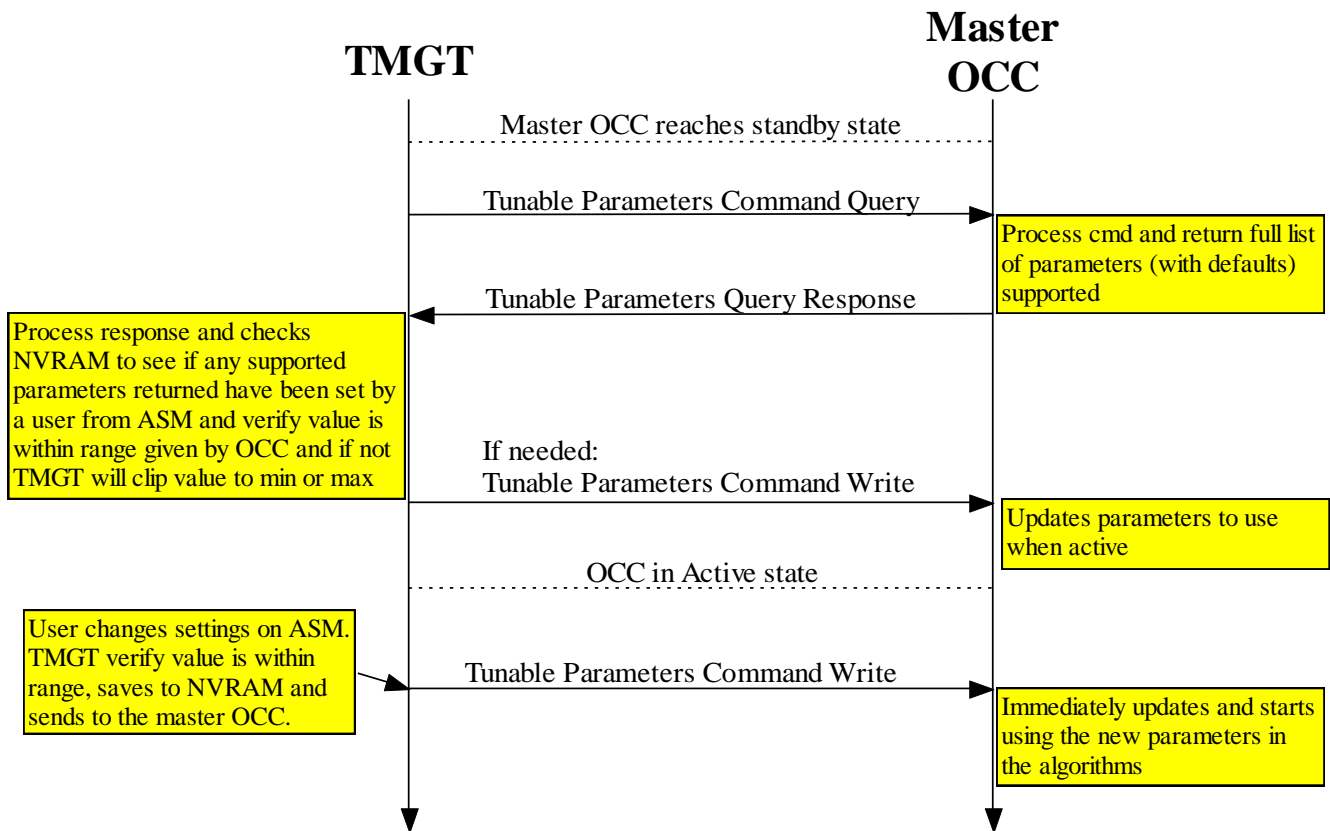 TMGT
Master
OCC
Master OCC reaches standby state
Tunable Parameters Command Query
Process cmd and return full list
of parameters (with defaults)
supported
Tunable Parameters Query Response
Process response and checks
NVRAM to see if any supported
parameters returned have been set by
a user from ASM and verify value is
within range given by OCC and if not
TMGT will clip value to min or max
If needed:
Tunable Parameters Command Write
Updates parameters to use
when active
OCC in Active state
User changes settings on ASM.
TMGT verify value is within
range, saves to NVRAM and
sends to the master OCC.
Tunable Parameters Command Write
Immediately updates and starts
using the new parameters in
the algorithms